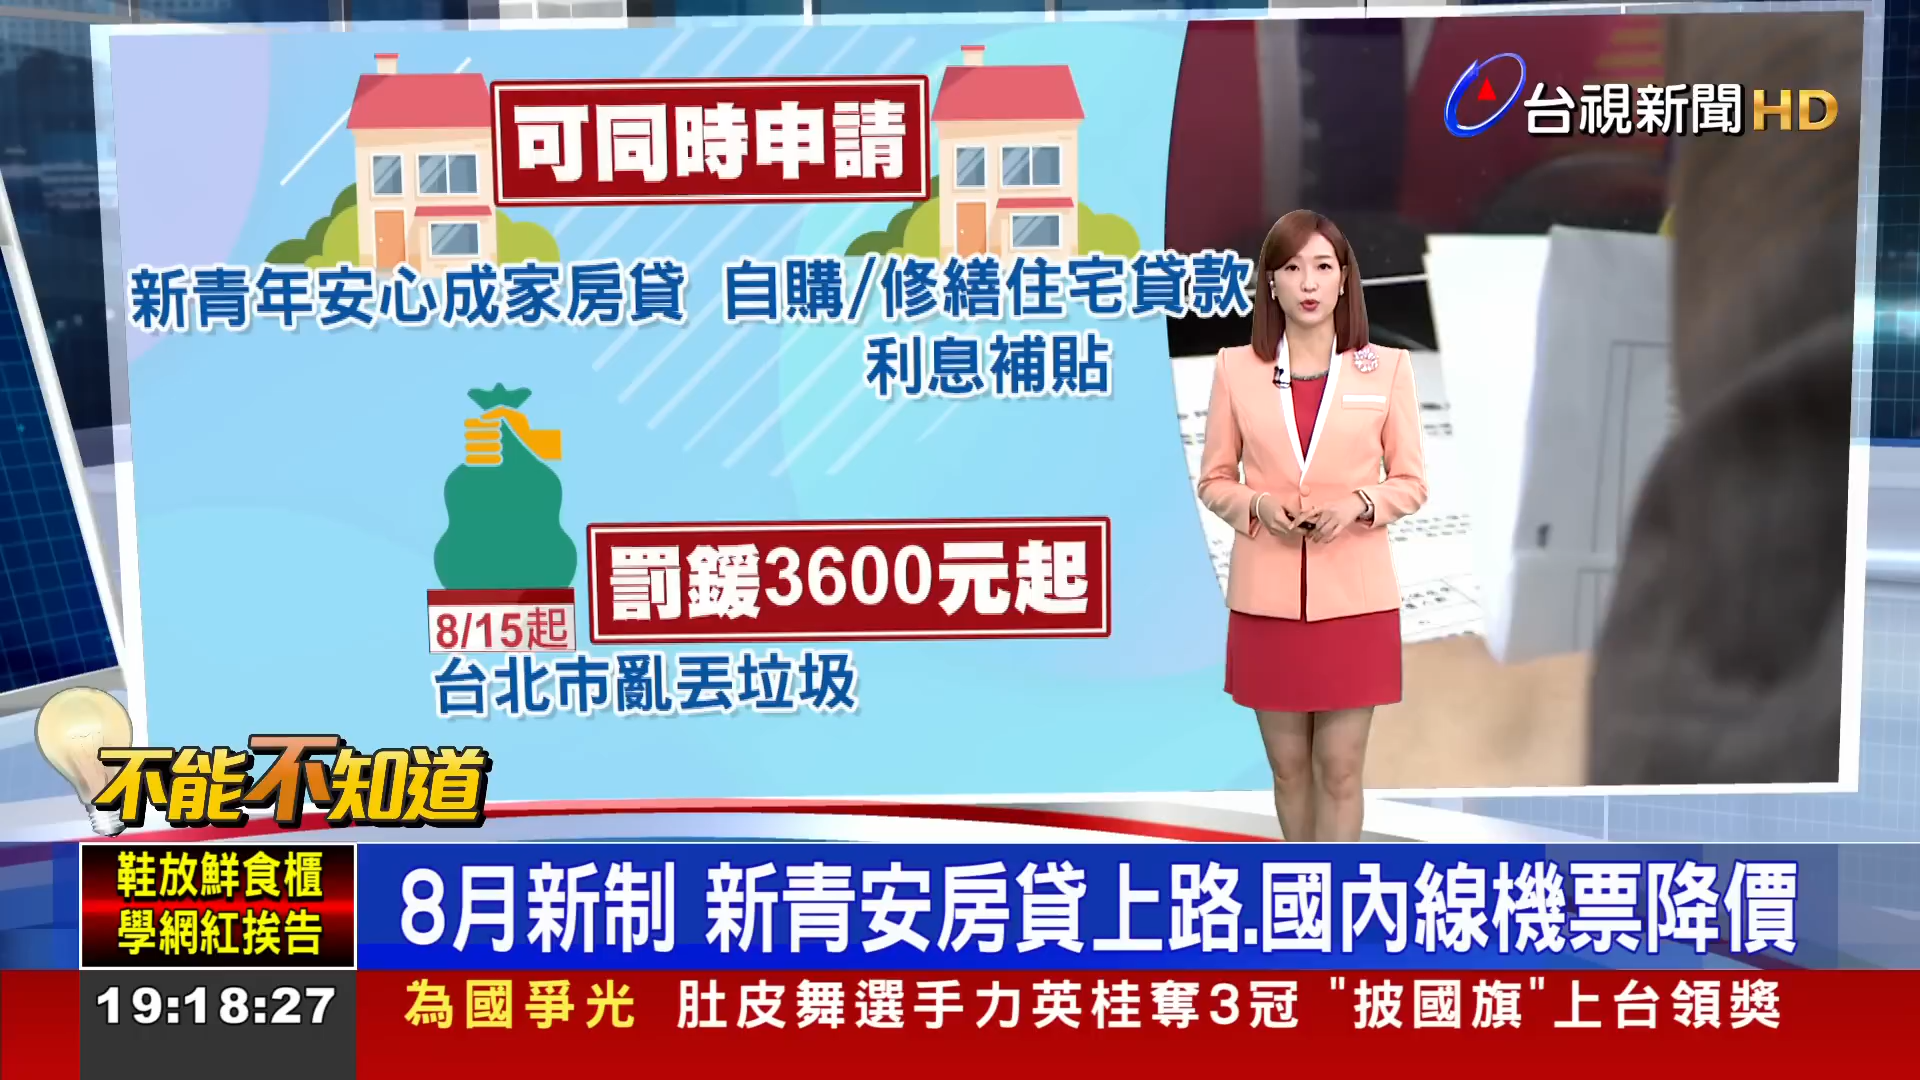 可同時申請
台視新聞HD
新青年安心成家房貸 自購/修繕住宅貸款
利息補貼
罰鍰3600元起
8/15起
台北市亂丟垃圾
不能不知道
鞋放鮮食櫃
學網紅挨告
8月新制 新青安房貸上路.國內線機票降價
19:18:27
為國爭光 肚皮舞選手力英桂奪3冠 "披國旗"上台領獎